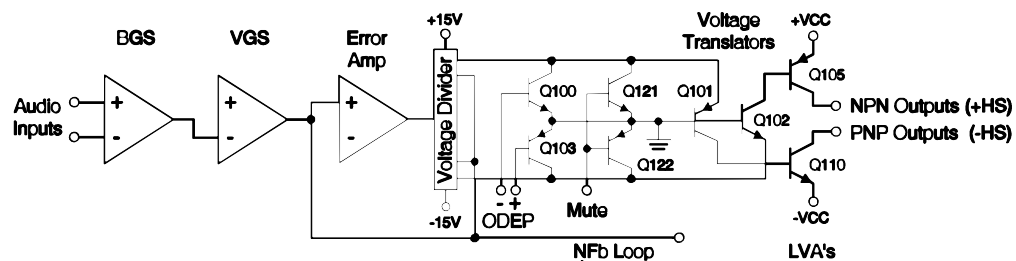 BGS
VGS
Error
Amp
+15V
Voltage
Translators
+VCC
Audio
Inputs
+
-
+
-
+
-
Voltage Divider
Q100
Q121
Q101
Q105
Q102
NPN Outputs (+HS)
PNP Outputs (-HS)
Q103
Q122
Q110
-15V
- +
ODEP
Mute
-VCC
NFb Loop
LVA's